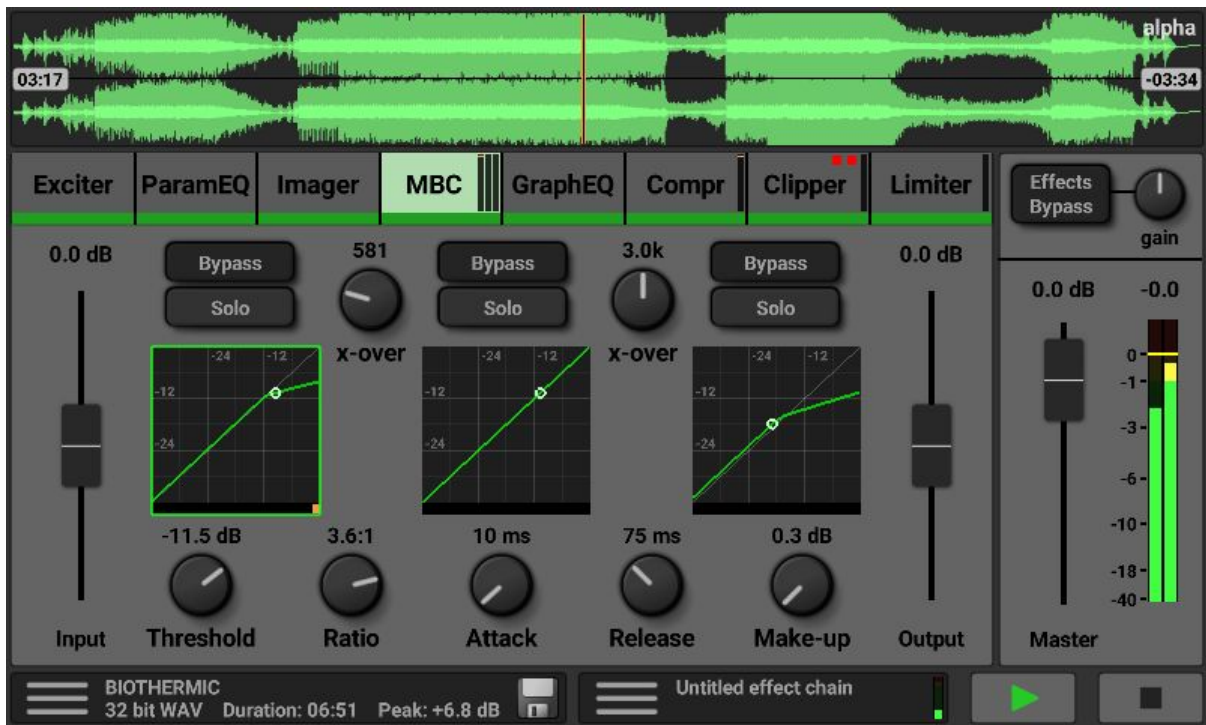 alpha
03:17
-03:34
Exciter ParamEQ Imager MBC GraphEQ Compr Clipper Limiter
Effects
Bypass
gain
0.0 dB
Bypass
Solo
581
x-over
Bypass
Solo
3.0k
x-over
Bypass
Solo
0.0 dB
0.0 dB -0.0
-24 -12
-12
-24
-24 -12
-12
-24
-24 -12
-12
-24
0
-1
-3
-6
-10
-18
-40
-11.5 dB 3.6:1 10 ms 75 ms 0.3 dB
Input Threshold Ratio Attack Release Make-up Output Master
BIOTHERMIC
32 bit WAV Duration: 06:51 Peak: +6.8 dB
Untitled effect chain